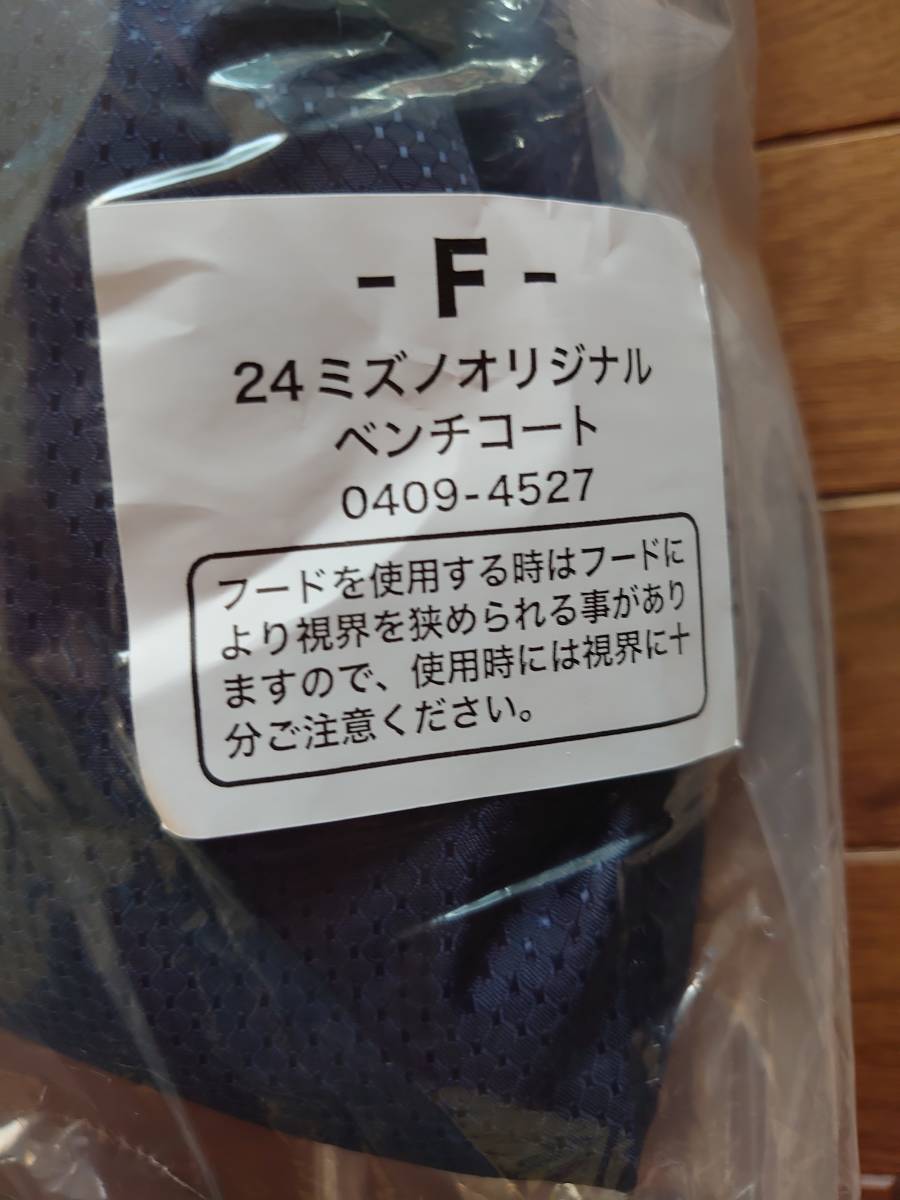 - F -
24ミズノオリジナル
ベンチコート
0409-4527
フードを使用する時はフードに
より視界を狭められる事があり
ますので、使用時には視界に十
分ご注意ください。